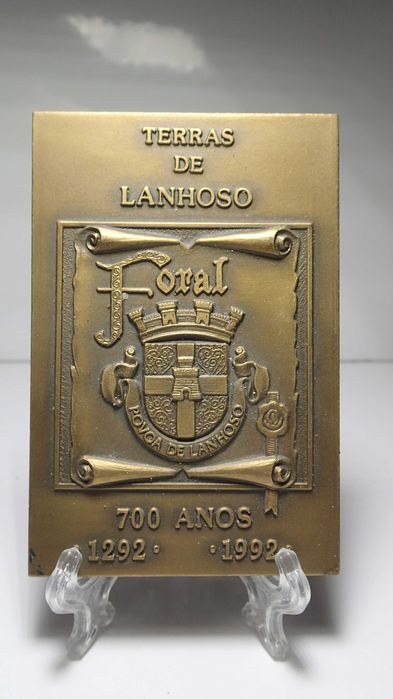 TERRAS
DE
LANHOSO
Foral
POVOA DE LANHOSO
700 ANOS
1292 · · 1992